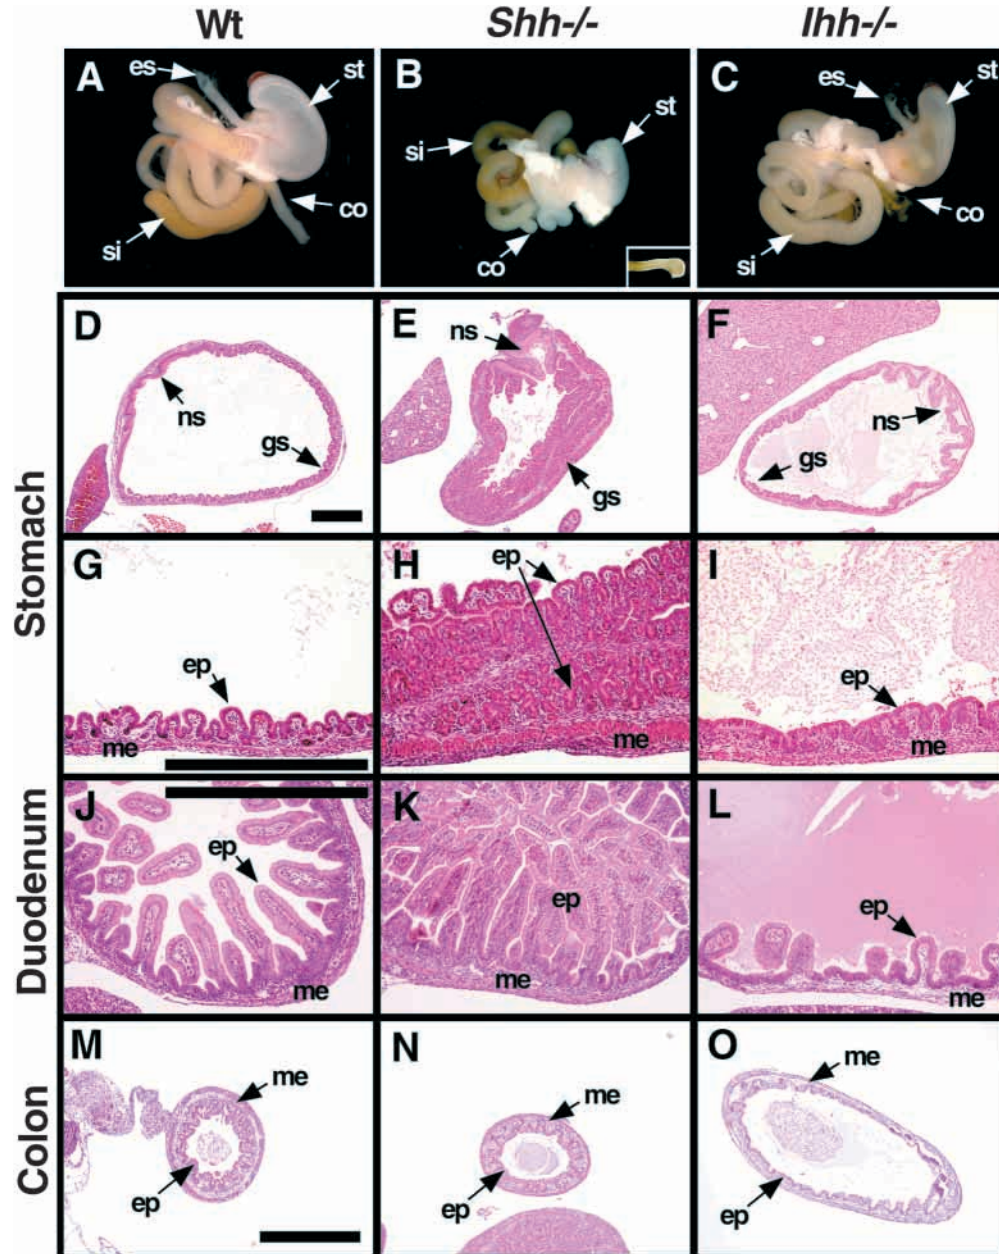 Wt Shh-/- Ihh-/-
A es st si co
B st si co
C es st co si
Stomach
D ns gs
E ns gs
F ns gs
G ep me
H ep me
I ep me
Duodenum
J ep me
K ep me
L ep me
Colon
M me ep
N me ep
O me ep